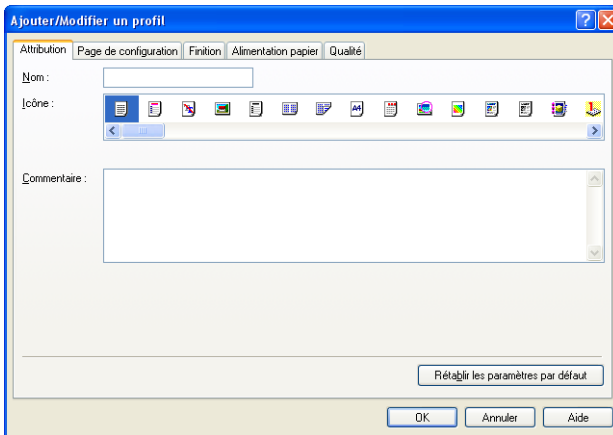 Ajouter/Modifier un profil
Attribution Page de configuration Finition Alimentation papier Qualité
Nom :
Icône :
A4
Commentaire :
Rétablir les paramètres par défaut
OK Annuler Aide